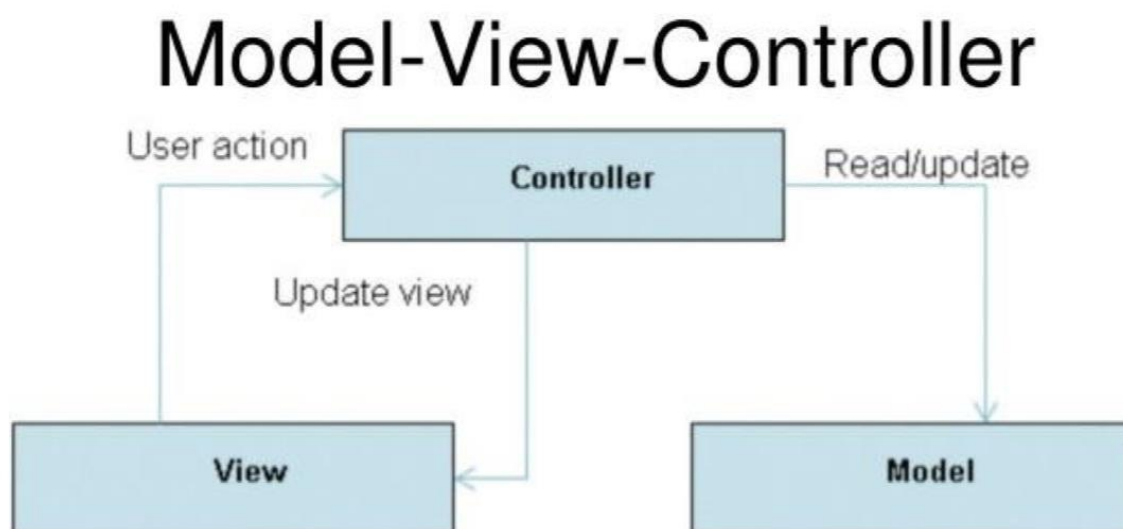 Model-View-Controller
User action
Controller
Read/update
Update view
View
Model